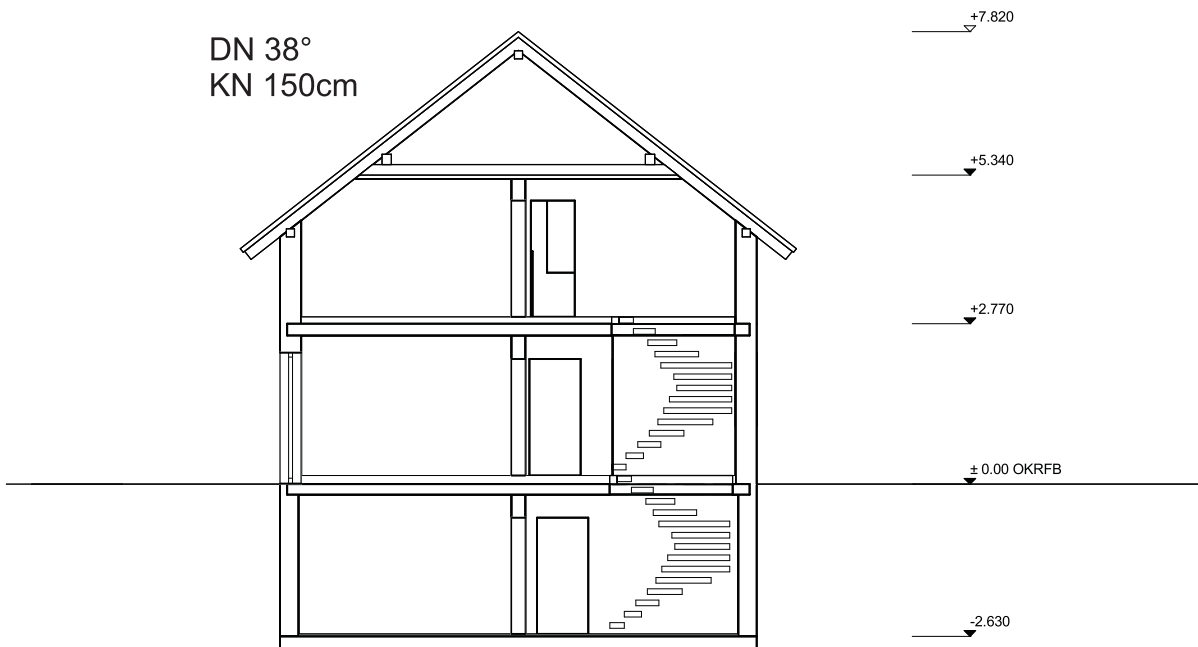 DN 38°
KN 150cm
+7.820
+5.340
+2.770
± 0.00 OKRFB
-2.630